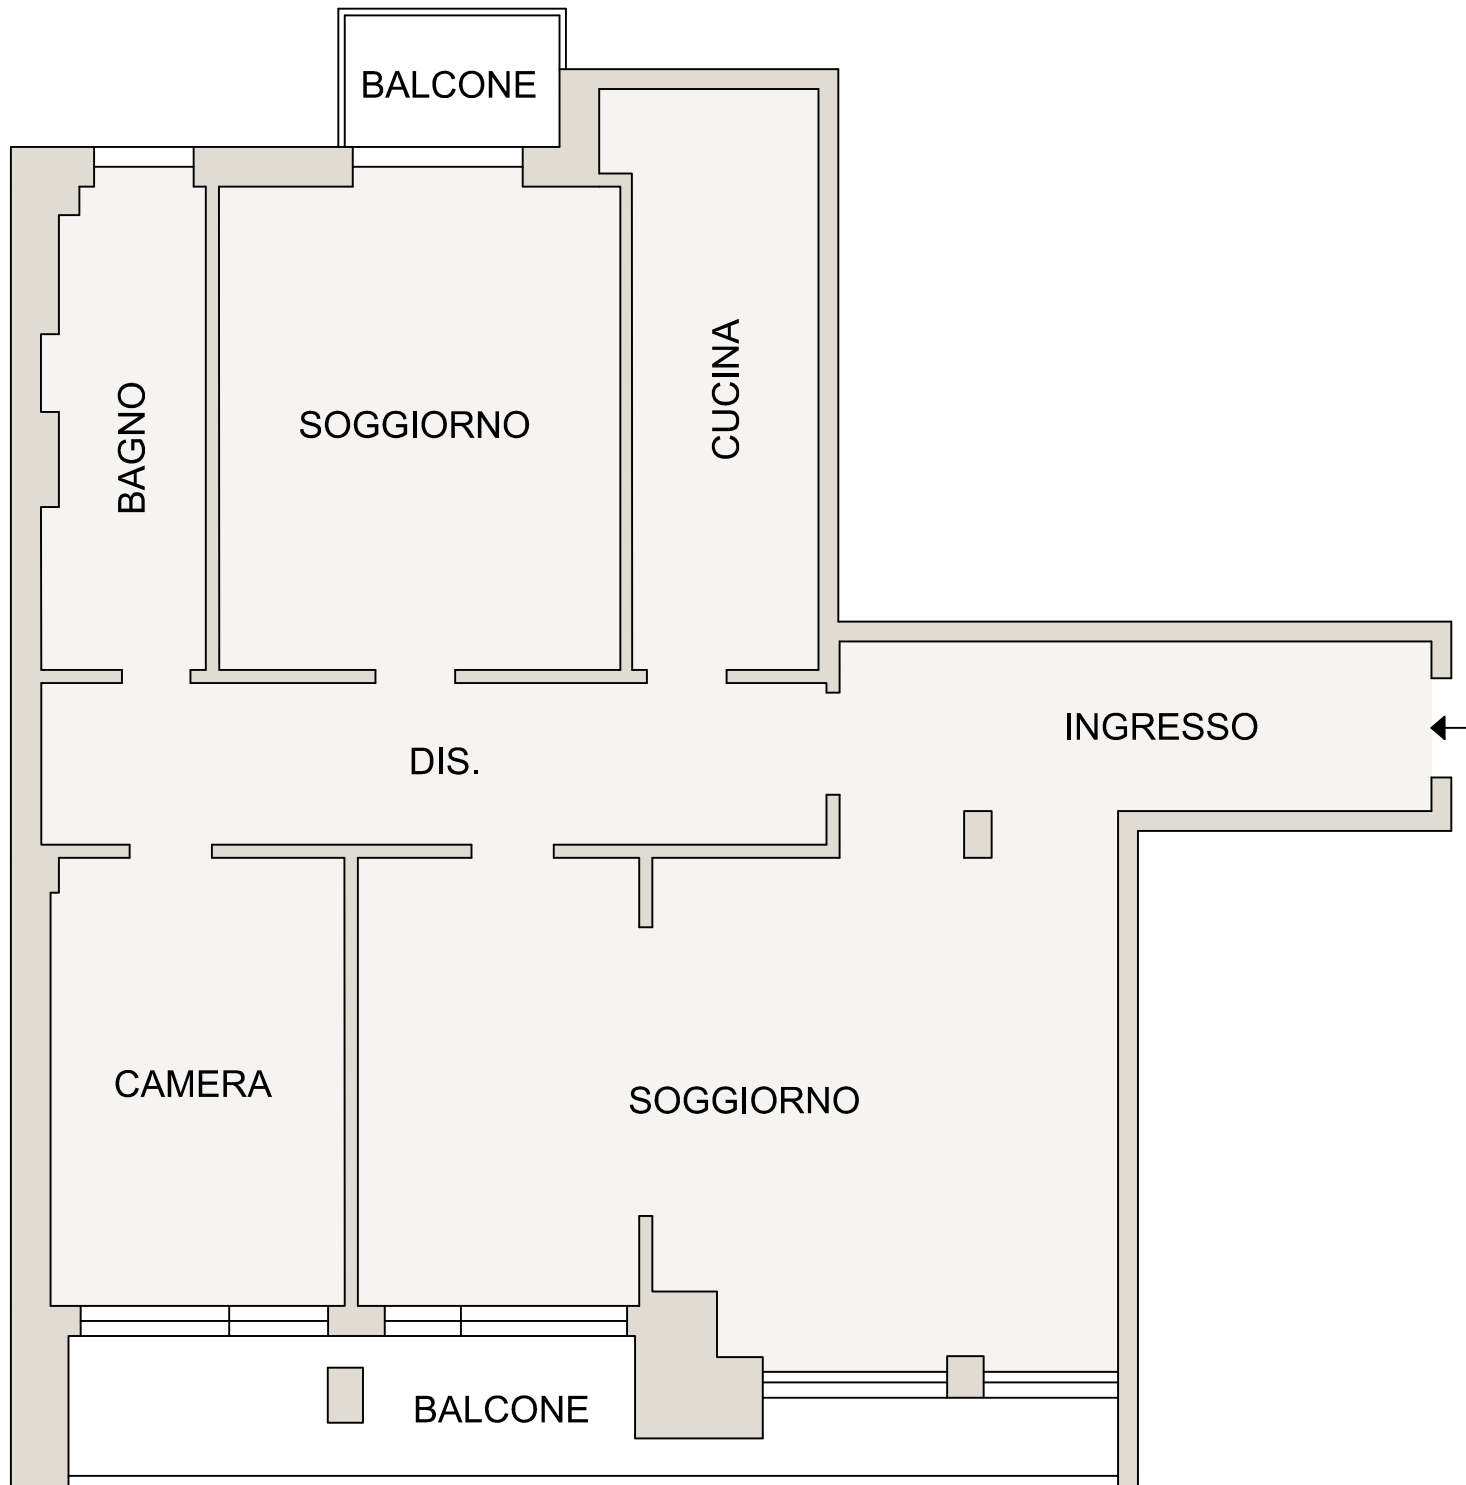 BALCONE
BAGNO
SOGGIORNO
CUCINA
INGRESSO
DIS.
CAMERA
SOGGIORNO
BALCONE